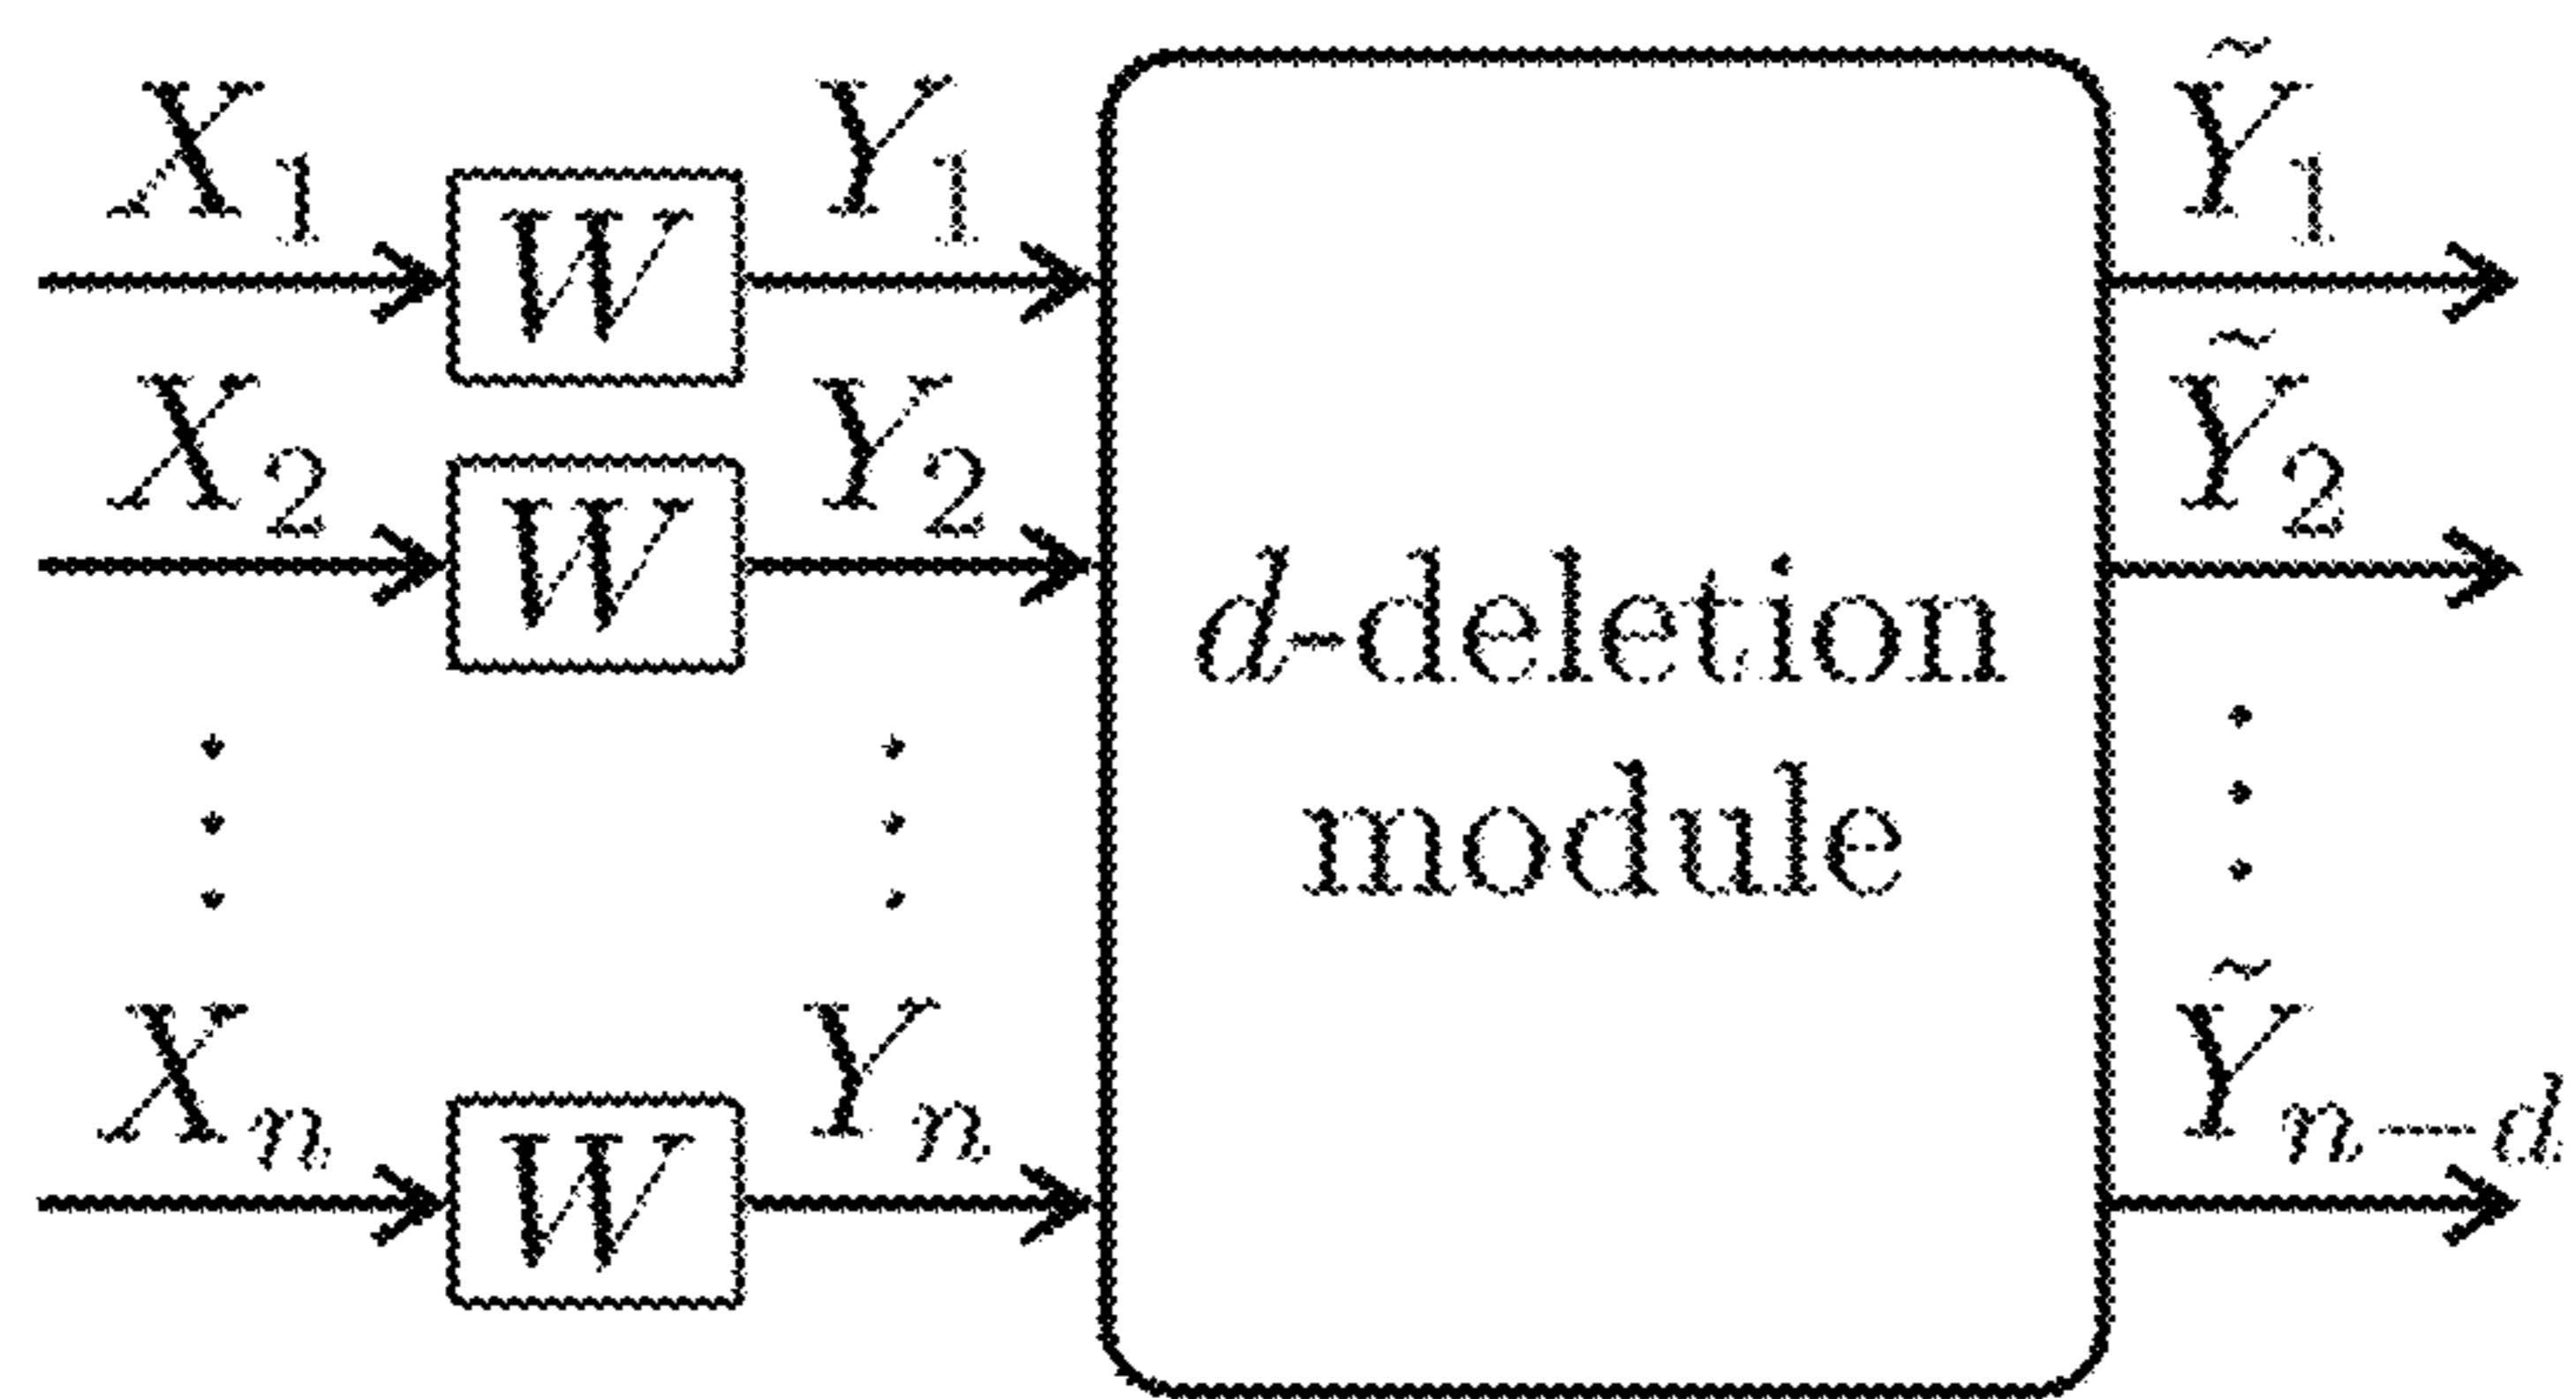 X₁ W Y₁ Ỹ₁
X₂ W Y₂ Ỹ₂
d-deletion
module
Xₙ W Yₙ Ỹₙ₋d